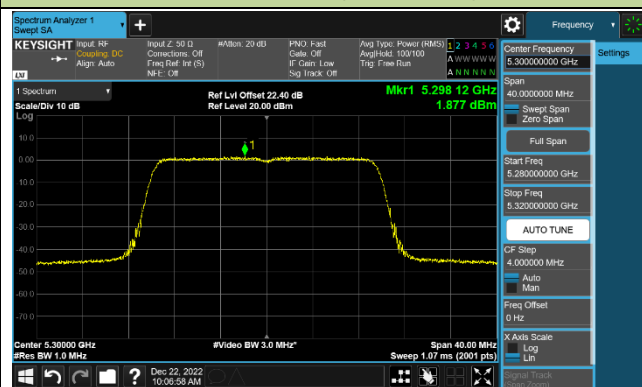 Spectrum Analyzer 1
Swept SA
Frequency
KEYSIGHT
Input: RF
Coupling: DC
Align: Auto
Input Z: 50 Ω
Corrections: Off
Freq Ref: Int (S)
NFE: Off
#Atten: 20 dB
PNO: Fast
Gate: Off
IF Gain: Low
Sig Track: Off
Avg Type: Power (RMS)
Avg|Hold: 100/100
Trig: Free Run
1 2 3 4 5 6
A W W W W W
A N N N N N
LXI
Center Frequency
5.300000000 GHz
Settings
Span
40.0000000 MHz
Swept Span
Zero Span
Full Span
Start Freq
5.280000000 GHz
Stop Freq
5.320000000 GHz
AUTO TUNE
CF Step
4.000000 MHz
Auto
Man
Freq Offset
0 Hz
X Axis Scale
Log
Lin
Signal Track
(Span Zoom)
1 Spectrum
Scale/Div 10 dB
Log
Ref Lvl Offset 22.40 dB
Ref Level 20.00 dBm
Mkr1 5.298 12 GHz
1.877 dBm
1
10.0
0.00
-10.0
-20.0
-30.0
-40.0
-50.0
-60.0
-70.0
Center 5.30000 GHz
#Res BW 1.0 MHz
#Video BW 3.0 MHz*
Span 40.00 MHz
Sweep 1.07 ms (2001 pts)
?
Dec 22, 2022
10:06:58 AM